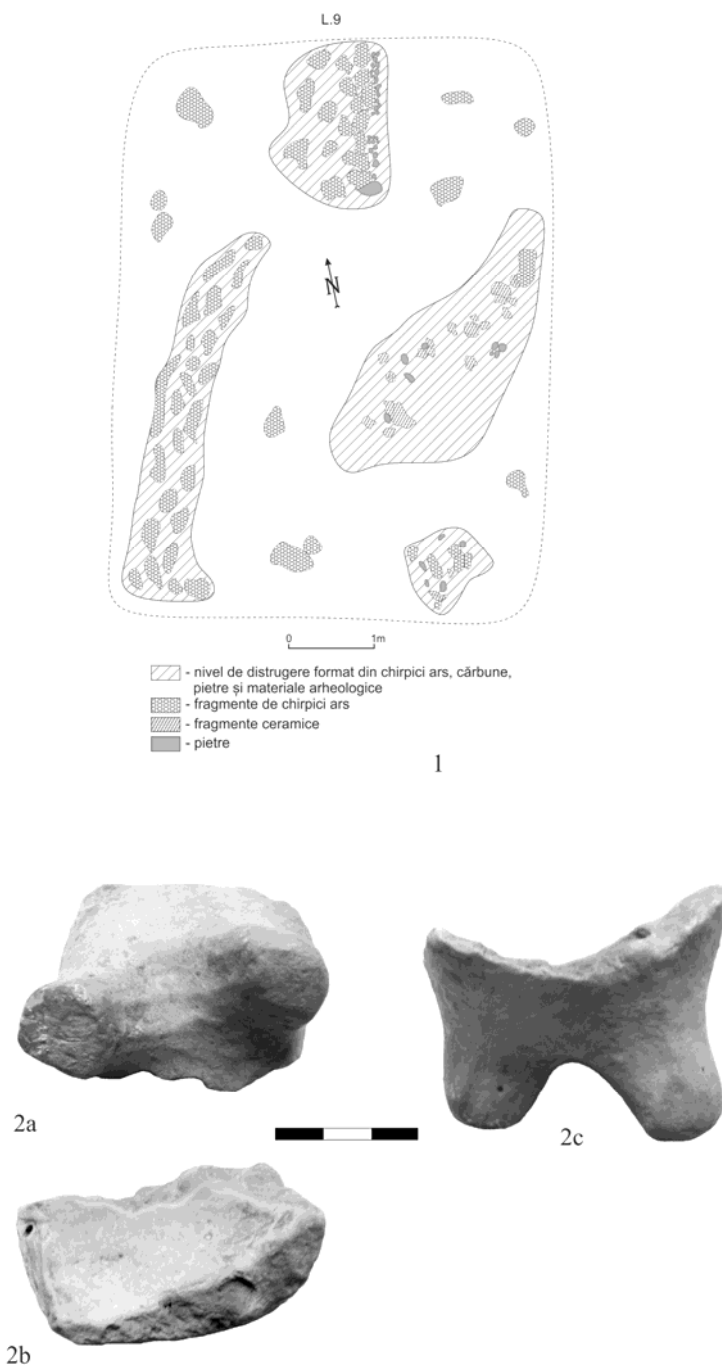 L.9
N
0 1m
- nivel de distrugere format din chirpici ars, cărbune,
pietre și materiale arheologice
- fragmente de chirpici ars
- fragmente ceramice
- pietre
1
2a
2c
2b